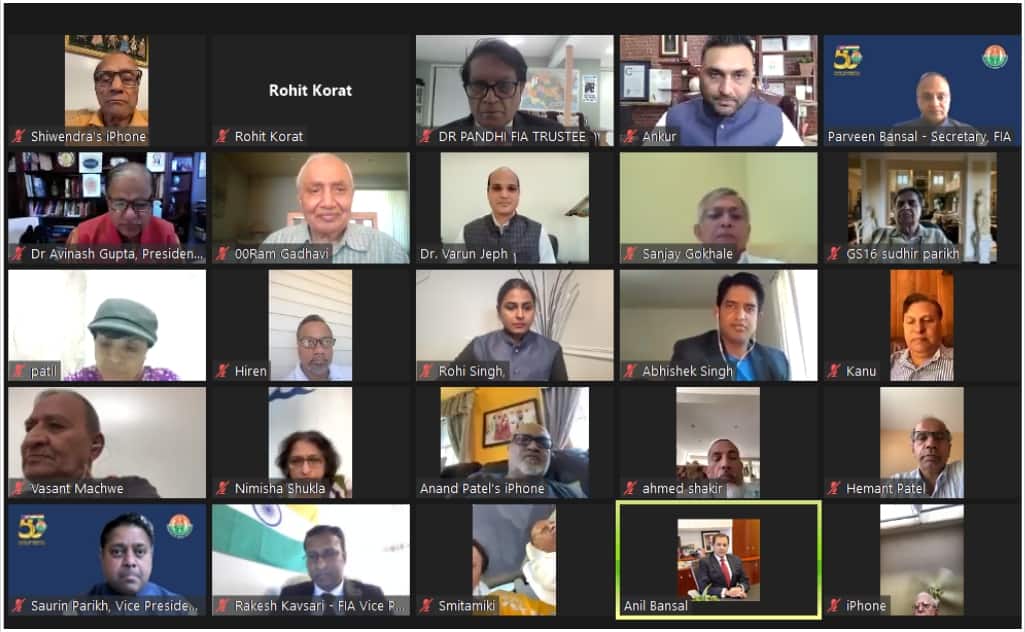 Rohit Korat
Shiwendra's iPhone
Rohit Korat
DR PANDHI FIA TRUSTEE
Ankur
Parveen Bansal - Secretary, FIA
Dr Avinash Gupta, Presiden...
00Ram Gadhavi
Dr. Varun Jeph
Sanjay Gokhale
GS16 sudhir parikh
patil
Hiren
Rohi Singh,
Abhishek Singh
Kanu
Vasant Machwe
Nimisha Shukla
Anand Patel's iPhone
ahmed shakir
Hemant Patel
Saurin Parikh, Vice Preside...
Rakesh Kavsari - FIA Vice P...
Smitamiki
Anil Bansal
iPhone